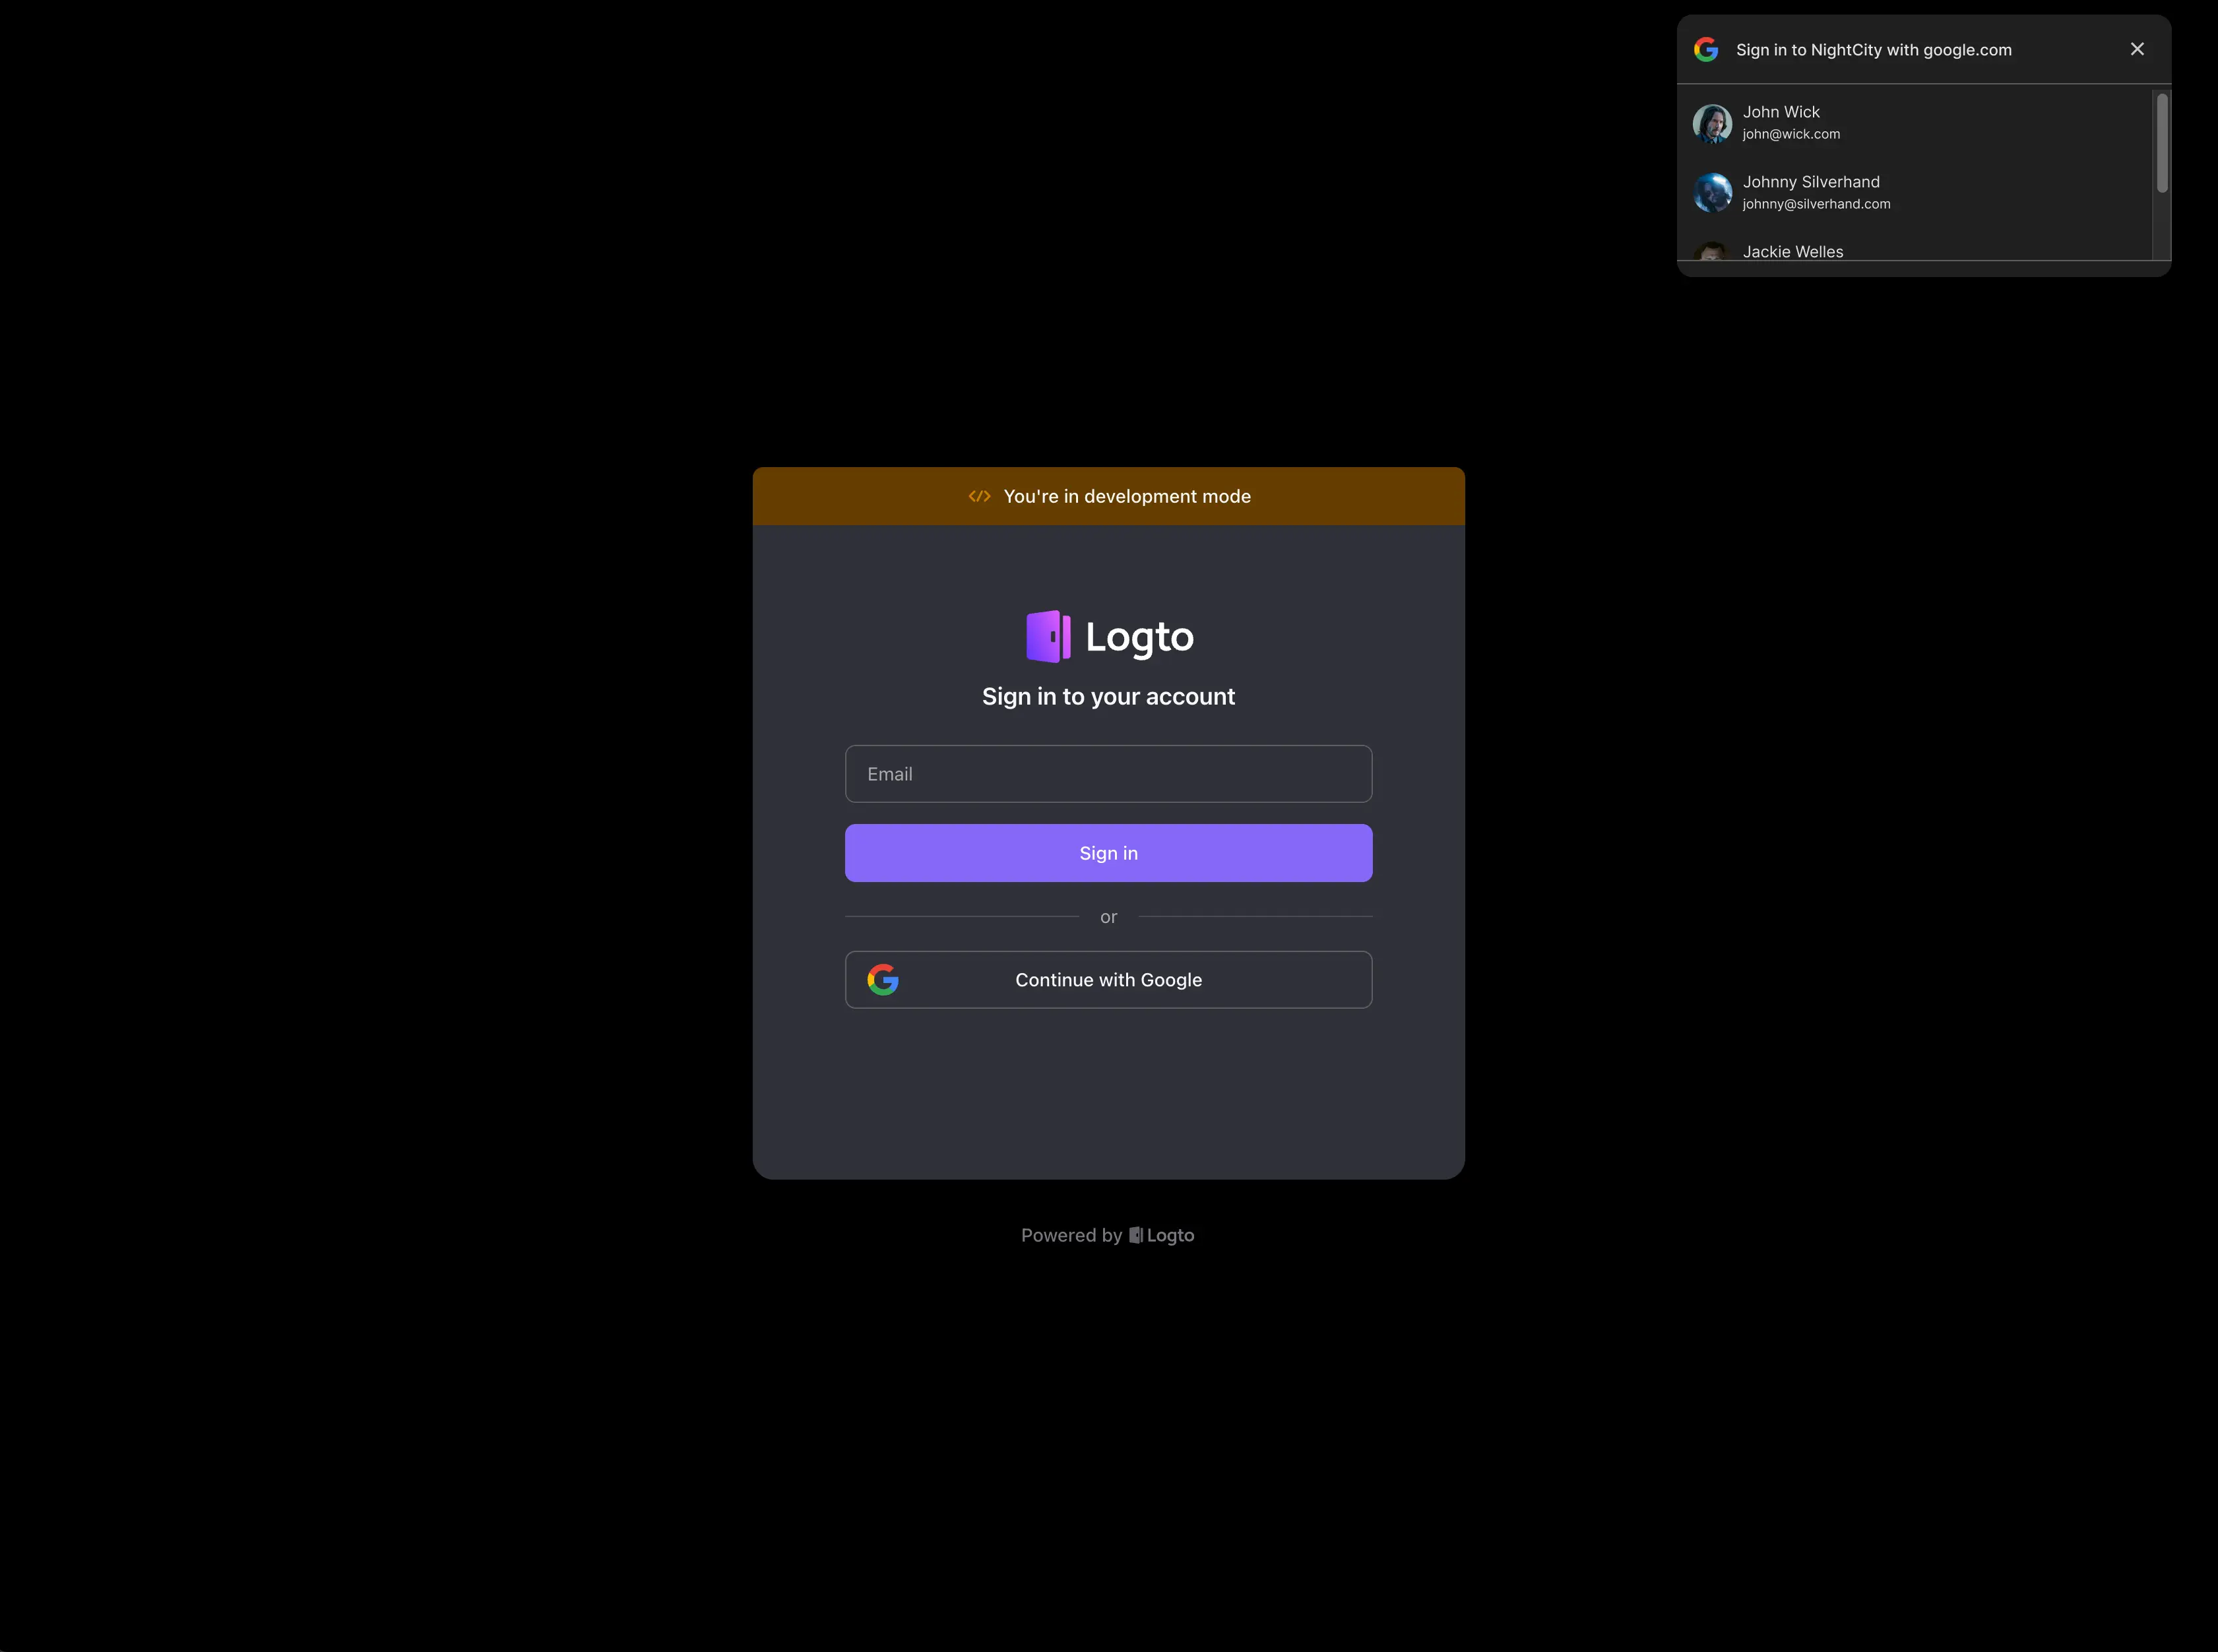 Sign in to NightCity with google.com
John Wick
john@wick.com
Johnny Silverhand
johnny@silverhand.com
Jackie Welles
You're in development mode
Logto
Sign in to your account
Email
Sign in
or
Continue with Google
Powered by Logto